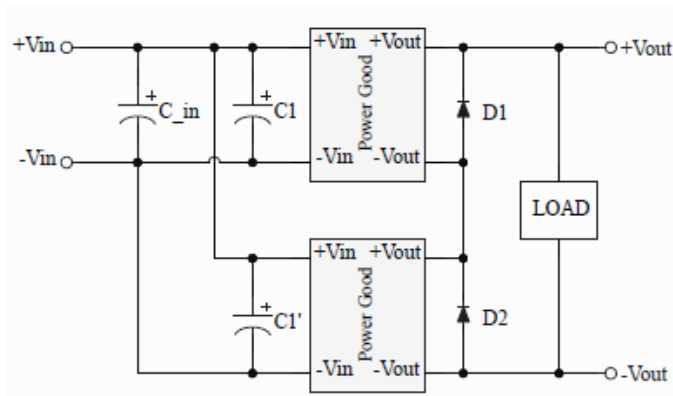 +Vin
+Vin +Vout
+Vout
C_in
C1
Power Good
D1
-Vin
-Vin -Vout
LOAD
+Vin +Vout
C1'
Power Good
D2
-Vin -Vout
-Vout
+
+
+